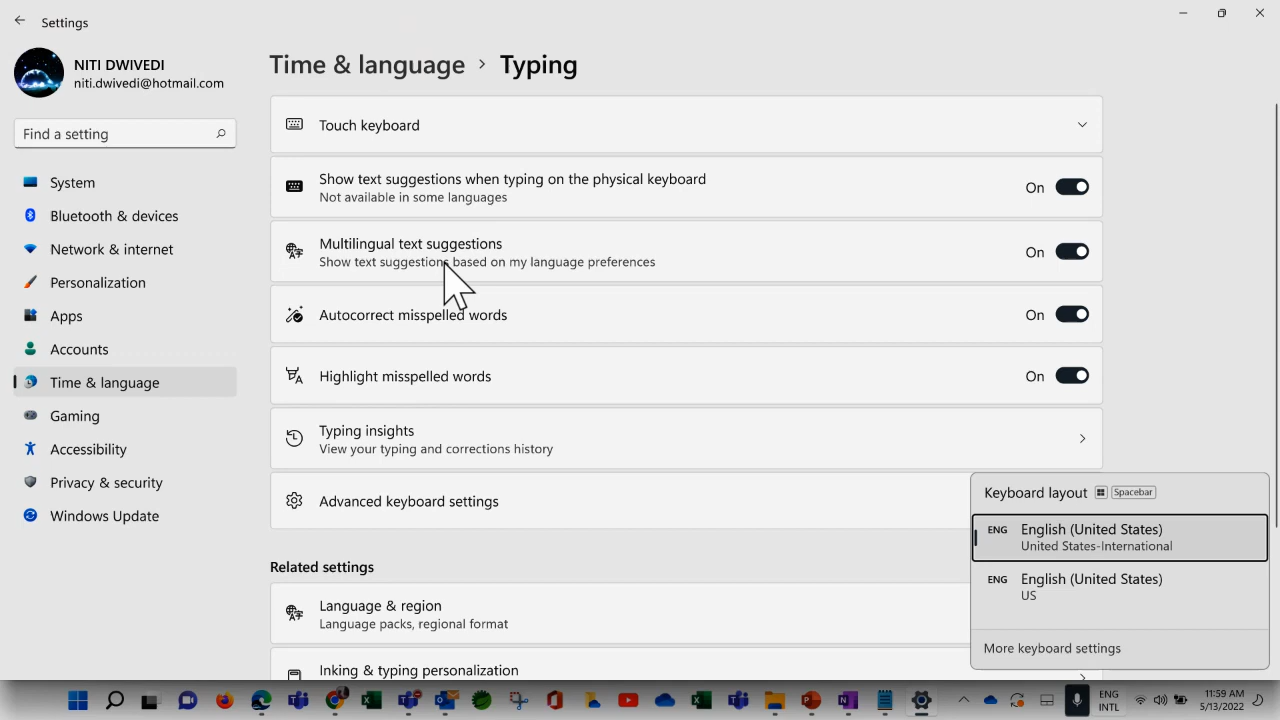 Settings
NITI DWIVEDI
niti.dwivedi@hotmail.com
Find a setting
System
Bluetooth & devices
Network & internet
Personalization
Apps
Accounts
Time & language
Gaming
Accessibility
Privacy & security
Windows Update
Time & language > Typing
Touch keyboard
Show text suggestions when typing on the physical keyboard
Not available in some languages
On
Multilingual text suggestions
Show text suggestions based on my language preferences
On
Autocorrect misspelled words
On
Highlight misspelled words
On
Typing insights
View your typing and corrections history
Advanced keyboard settings
Related settings
Language & region
Language packs, regional format
Inking & typing personalization
Keyboard layout Spacebar
ENG English (United States)
United States-International
ENG English (United States)
US
More keyboard settings
ENG
INTL
11:59 AM
5/13/2022